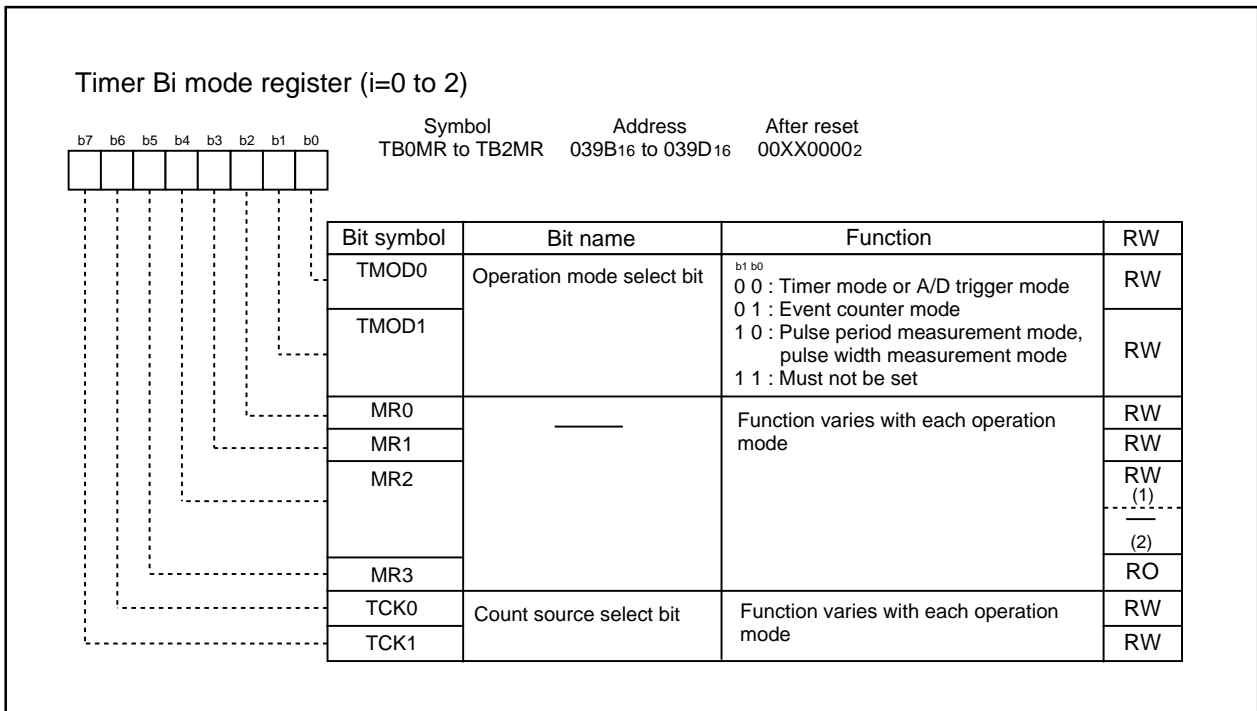 Timer Bi mode register (i=0 to 2)
Symbol Address After reset
b7 b6 b5 b4 b3 b2 b1 b0
TB0MR to TB2MR 039B16 to 039D16 00XX00002
Bit symbol Bit name Function RW
TMOD0 Operation mode select bit b1 b0
0 0 : Timer mode or A/D trigger mode RW
0 1 : Event counter mode
TMOD1 1 0 : Pulse period measurement mode,
pulse width measurement mode RW
1 1 : Must not be set
MR0 Function varies with each operation RW
MR1 mode RW
MR2 RW
(1)
(2)
MR3 RO
TCK0 Count source select bit Function varies with each operation RW
TCK1 mode RW